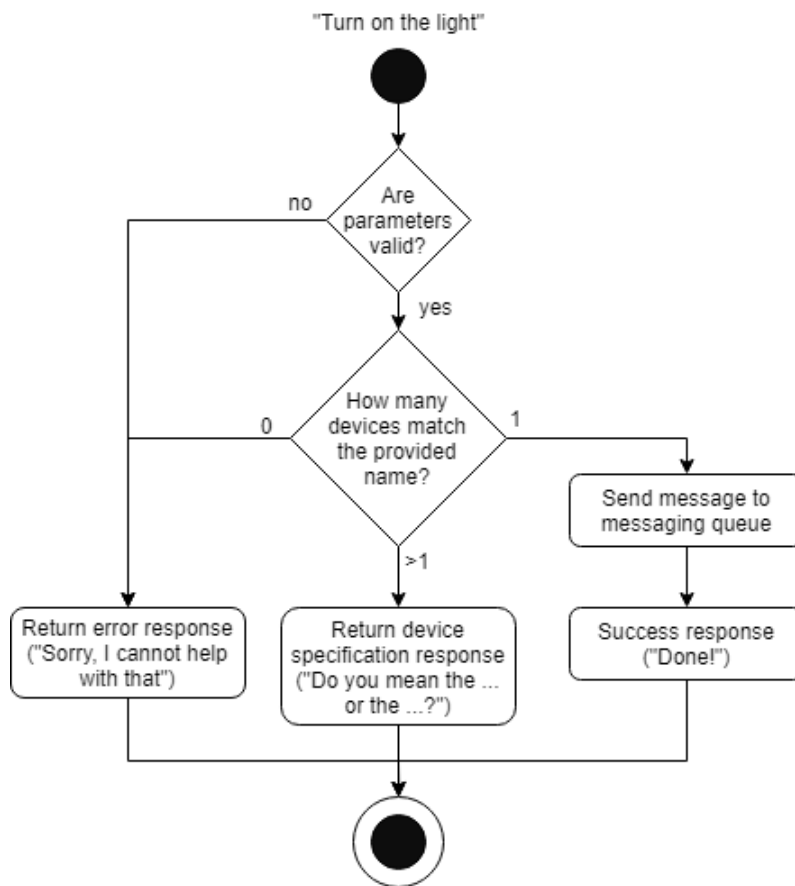 "Turn on the light"
Are
parameters
valid?
no
yes
How many
devices match
the provided
name?
0
1
>1
Send message to
messaging queue
Return error response
("Sorry, I cannot help
with that")
Return device
specification response
("Do you mean the ...
or the ...?")
Success response
("Done!")